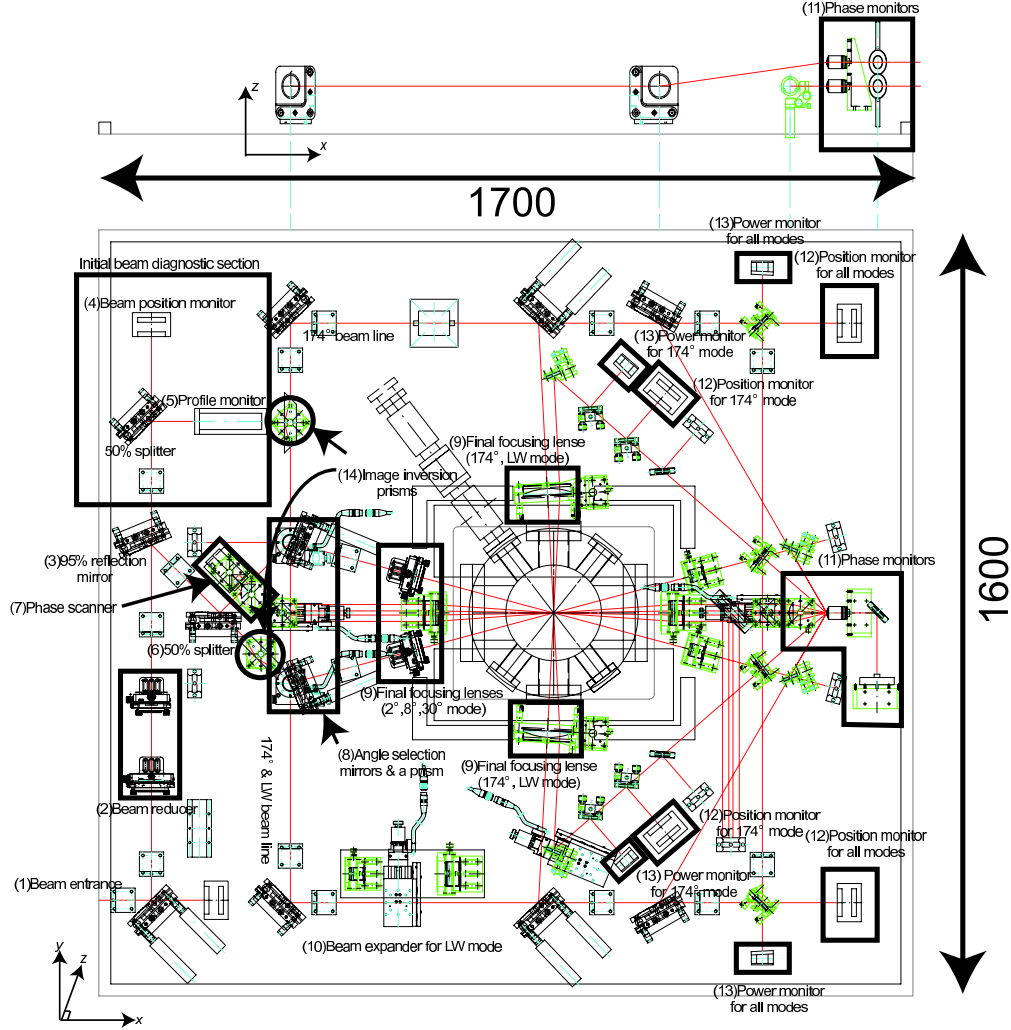 (11)Phase monitors
z
x
1700
(13)Power monitor
for all modes
Initial beam diagnostic section
(12)Position monitor
for all modes
(4)Beam position monitor
174° beam line
(13)Power monitor
for 174° mode
(12)Position monitor
for 174° mode
(5)Profile monitor
50% splitter
(9)Final focusing lense
(174°, LW mode)
(14)Image inversion
prisms
(3)95% reflection
mirror
(11)Phase monitors
1600
(7)Phase scanner
(6)50% splitter
(9)Final focusing lenses
(2°,8°,30° mode)
(8)Angle selection
mirrors & a prism
(9)Final focusing lense
(174°, LW mode)
174° & LW beam line
(2)Beam reducer
(12)Position monitor
for 174° mode
(12)Position monitor
for all modes
(13) Power monitor
for 174° mode
(1)Beam entrance
(10)Beam expander for LW mode
y
z
x
(13)Power monitor
for all modes